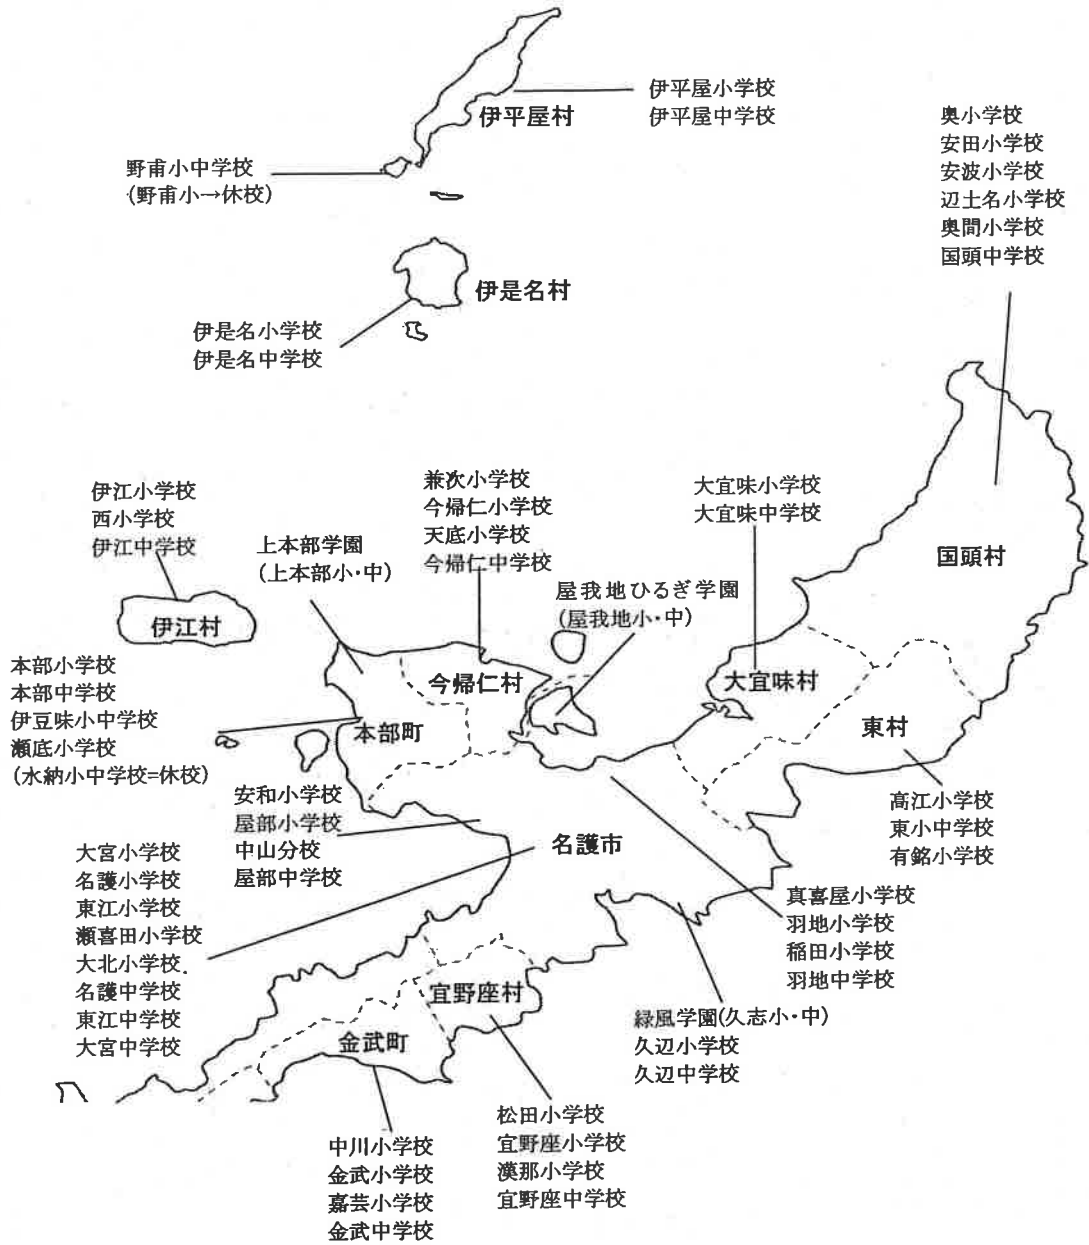 伊平屋小学校
伊平屋中学校
伊平屋村
野甫小中学校
(野甫小→休校)
奥小学校
安田小学校
安波小学校
辺土名小学校
奥間小学校
国頭中学校
伊是名村
伊是名小学校
伊是名中学校
伊江小学校
西小学校
伊江中学校
伊江村
上本部学園
(上本部小・中)
兼次小学校
今帰仁小学校
天底小学校
今帰仁中学校
屋我地ひるぎ学園
(屋我地小・中)
大宜味小学校
大宜味中学校
国頭村
本部小学校
本部中学校
伊豆味小中学校
瀬底小学校
(水納小中学校=休校)
今帰仁村
本部町
大宜味村
東村
高江小学校
東小中学校
有銘小学校
安和小学校
屋部小学校
中山分校
屋部中学校
名護市
大宮小学校
名護小学校
東江小学校
瀬喜田小学校
大北小学校.
名護中学校
東江中学校
大宮中学校
真喜屋小学校
羽地小学校
稲田小学校
羽地中学校
緑風学園(久志小・中)
久辺小学校
久辺中学校
宜野座村
金武町
松田小学校
宜野座小学校
漢那小学校
宜野座中学校
中川小学校
金武小学校
嘉芸小学校
金武中学校